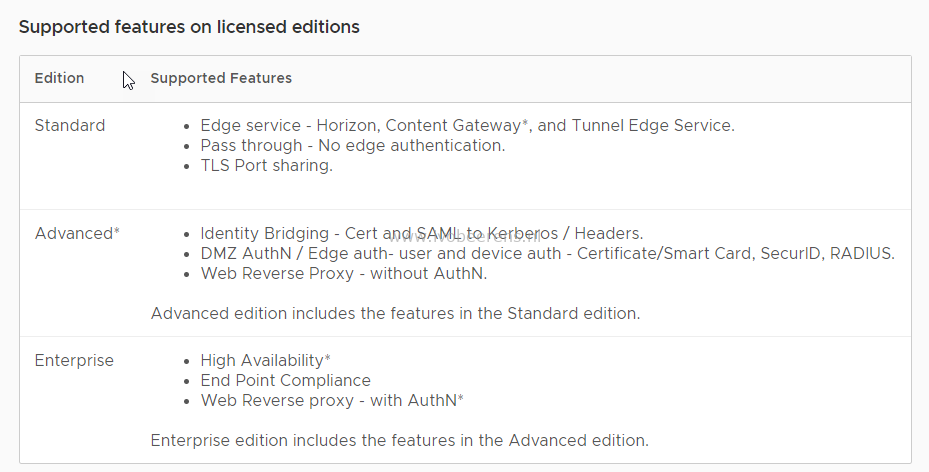 Supported features on licensed editions
Edition Supported Features
Standard
• Edge service - Horizon, Content Gateway*, and Tunnel Edge Service.
• Pass through - No edge authentication.
• TLS Port sharing.
Advanced*
• Identity Bridging - Cert and SAML to Kerberos / Headers.
• DMZ AuthN / Edge auth- user and device auth - Certificate/Smart Card, SecurID, RADIUS.
• Web Reverse Proxy - without AuthN.
Advanced edition includes the features in the Standard edition.
Enterprise
• High Availability*
• End Point Compliance
• Web Reverse proxy - with AuthN*
Enterprise edition includes the features in the Advanced edition.